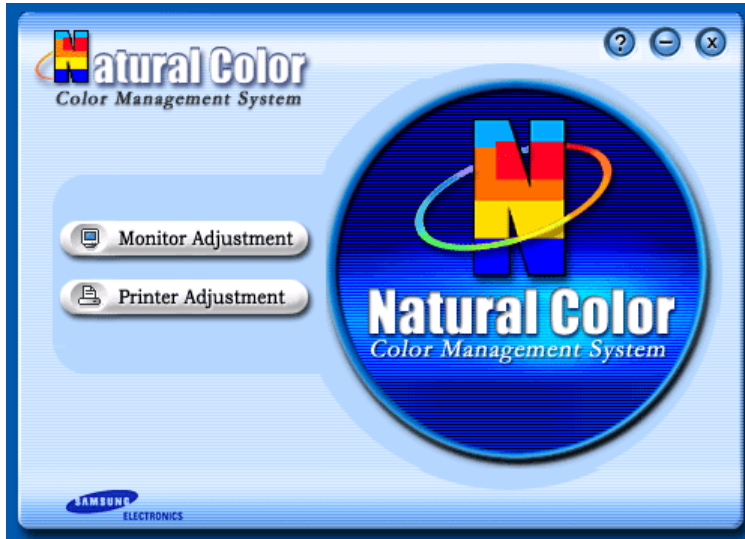 Natural Color
Color Management System
? – x
Monitor Adjustment
Printer Adjustment
N
Natural Color
Color Management System
SAMSUNG
ELECTRONICS